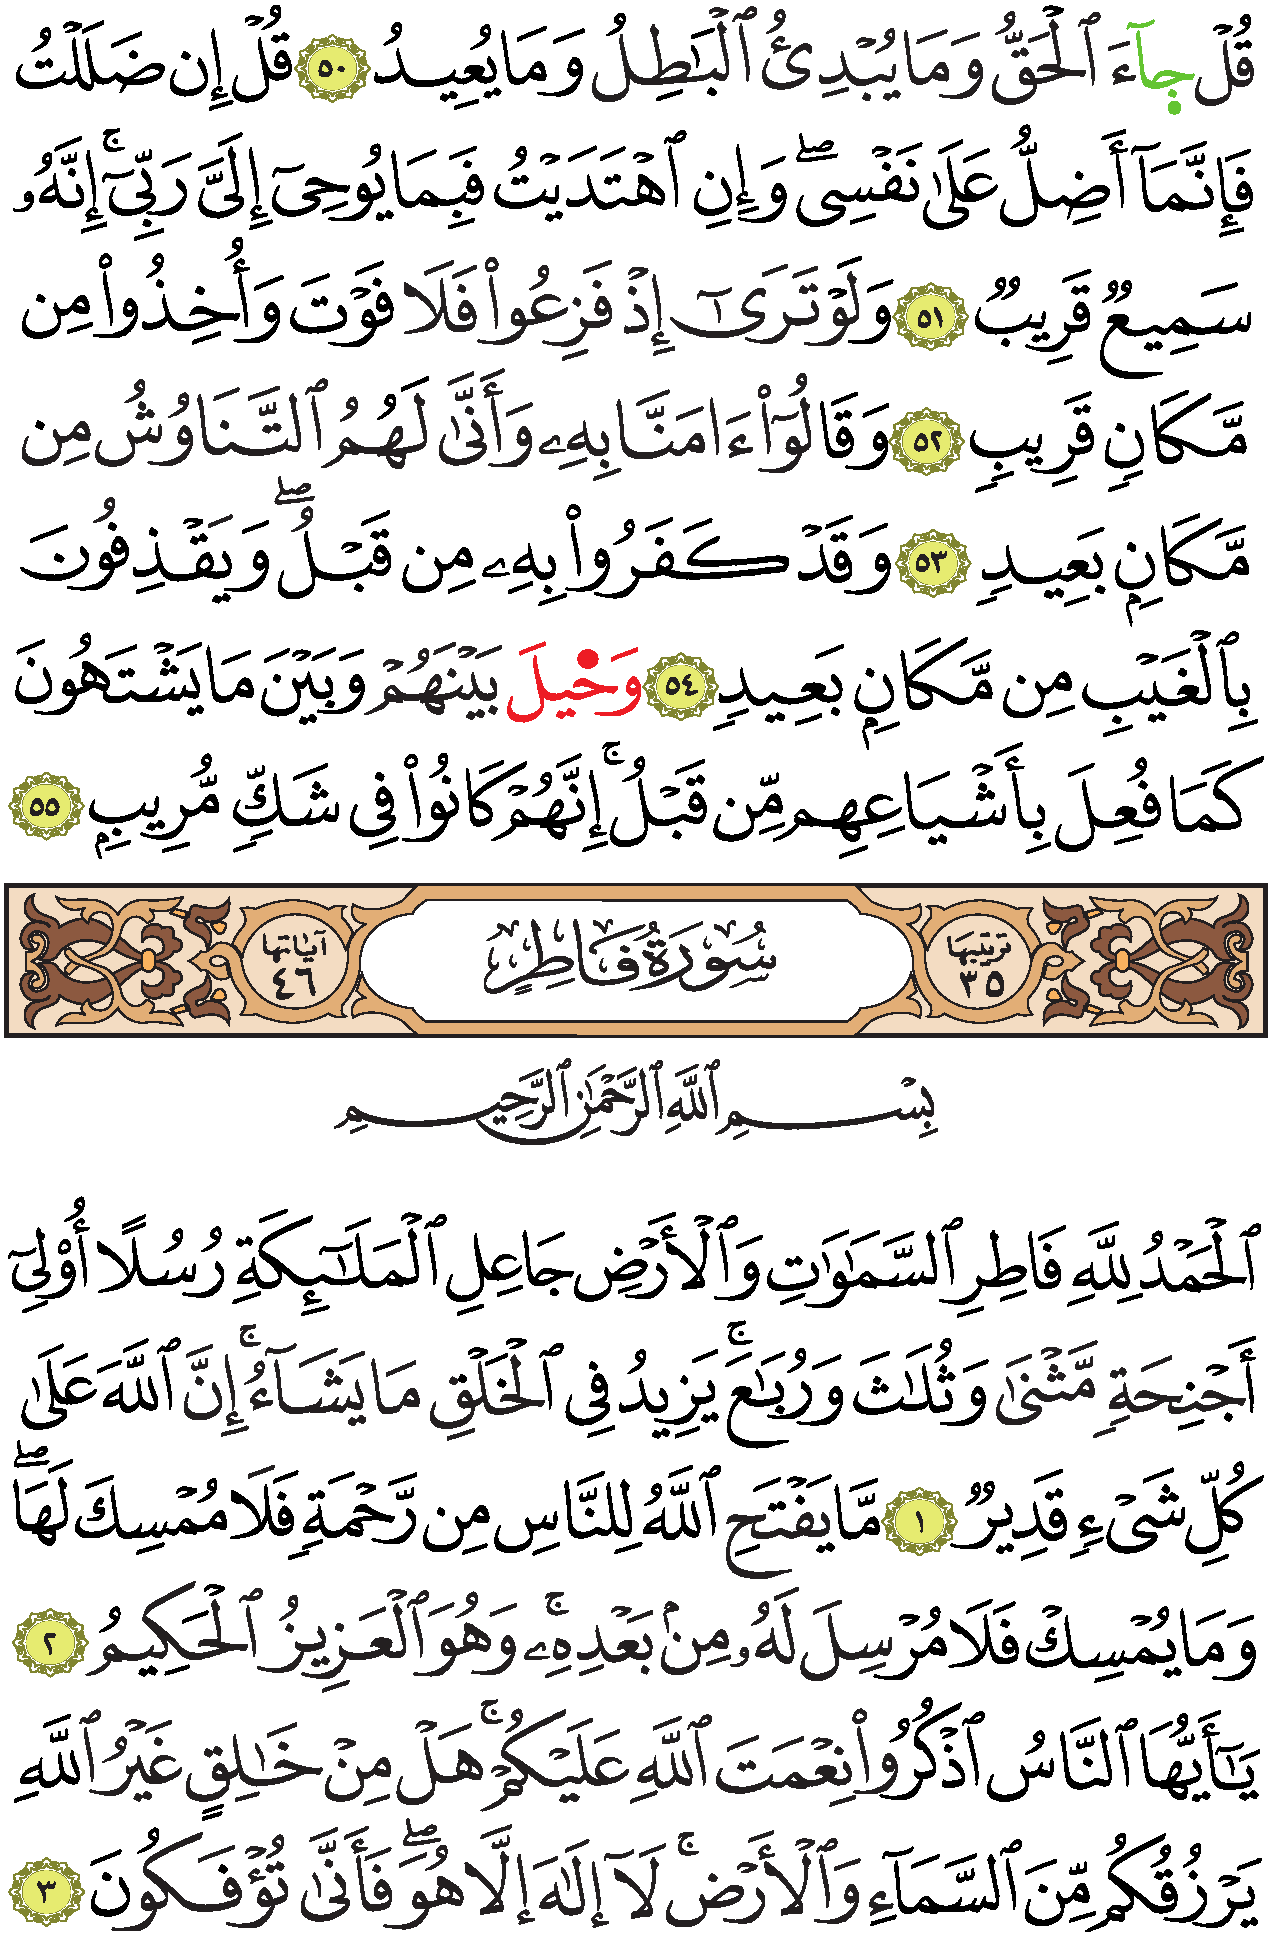 قُلۡ جآءَ ٱلۡحَقُّ وَمَا يُبۡدِئُ ٱلۡبَٰطِلُ وَمَا يُعِيدُ ٥٠ قُلۡ إِن ضَلَلۡتُ
فَإِنَّمَآ أَضِلُّ عَلَىٰ نَفۡسِيۖ وَإِنِ ٱهۡتَدَيۡتُ فَبِمَا يُوحِيٓ إِلَيَّ رَبِّيٓۚ إِنَّهُۥ
سَمِيعٞ قَرِيبٞ ٥١ وَلَوۡ تَرَىٰٓ إِذۡ فَزِعُواْ فَلَا فَوۡتَ وَأُخِذُواْ مِن
مَّكَانٖ قَرِيبٖ ٥٢ وَقَالُوٓاْ ءَامَنَّا بِهِۦ وَأَنَّىٰ لَهُمُ ٱلتَّنَاوُشُ مِن
مَّكَانِۭ بَعِيدٖ ٥٣ وَقَدۡ كَفَرُواْ بِهِۦ مِن قَبۡلُۖ وَيَقۡذِفُونَ
بِٱلۡغَيۡبِ مِن مَّكَانِۭ بَعِيدٖ ٥٤ وَحيلَ بَيۡنَهُمۡ وَبَيۡنَ مَا يَشۡتَهُونَ
كَمَا فُعِلَ بِأَشۡيَاعِهِم مِّن قَبۡلُۚ إِنَّهُمۡ كَانُواْ فِي شَكّٖ مُّرِيبِۭ ٥٥
ترتيبها ٣٥ سُورَةُ فَاطِرٍ آياتها ٤٦
بِسۡمِ ٱللَّهِ ٱلرَّحۡمَٰنِ ٱلرَّحِيمِ
ٱلۡحَمۡدُ لِلَّهِ فَاطِرِ ٱلسَّمَٰوَٰتِ وَٱلۡأَرۡضِ جَاعِلِ ٱلۡمَلَٰٓئِكَةِ رُسُلًا أُوْلِيٓ
أَجۡنِحَةٖ مَّثۡنَىٰ وَثُلَٰثَ وَرُبَٰعَۚ يَزِيدُ فِي ٱلۡخَلۡقِ مَا يَشَآءُۚ إِنَّ ٱللَّهَ عَلَىٰ
كُلِّ شَيۡءٖ قَدِيرٞ ١ مَّا يَفۡتَحِ ٱللَّهُ لِلنَّاسِ مِن رَّحۡمَةٖ فَلَا مُمۡسِكَ لَهَاۖ
وَمَا يُمۡسِكۡ فَلَا مُرۡسِلَ لَهُۥ مِنۢ بَعۡدِهِۦۚ وَهُوَ ٱلۡعَزِيزُ ٱلۡحَكِيمُ ٢
يَٰٓأَيُّهَا ٱلنَّاسُ ٱذۡكُرُواْ نِعۡمَتَ ٱللَّهِ عَلَيۡكُمۡۚ هَلۡ مِنۡ خَٰلِقٍ غَيۡرُ ٱللَّهِ
يَرۡزُقُكُم مِّنَ ٱلسَّمَآءِ وَٱلۡأَرۡضِۚ لَآ إِلَٰهَ إِلَّا هُوَۖ فَأَنَّىٰ تُؤۡفَكُونَ ٣